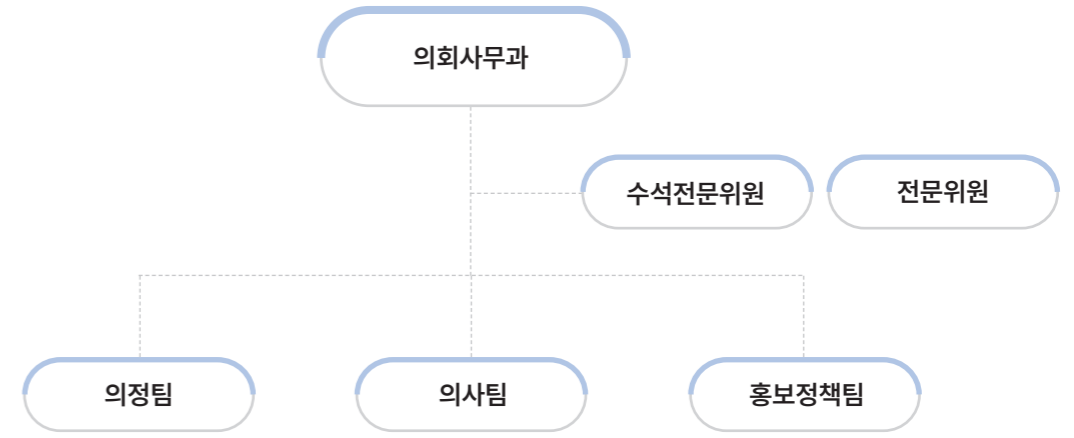 의회사무과
수석전문위원
전문위원
의정팀
의사팀
홍보정책팀